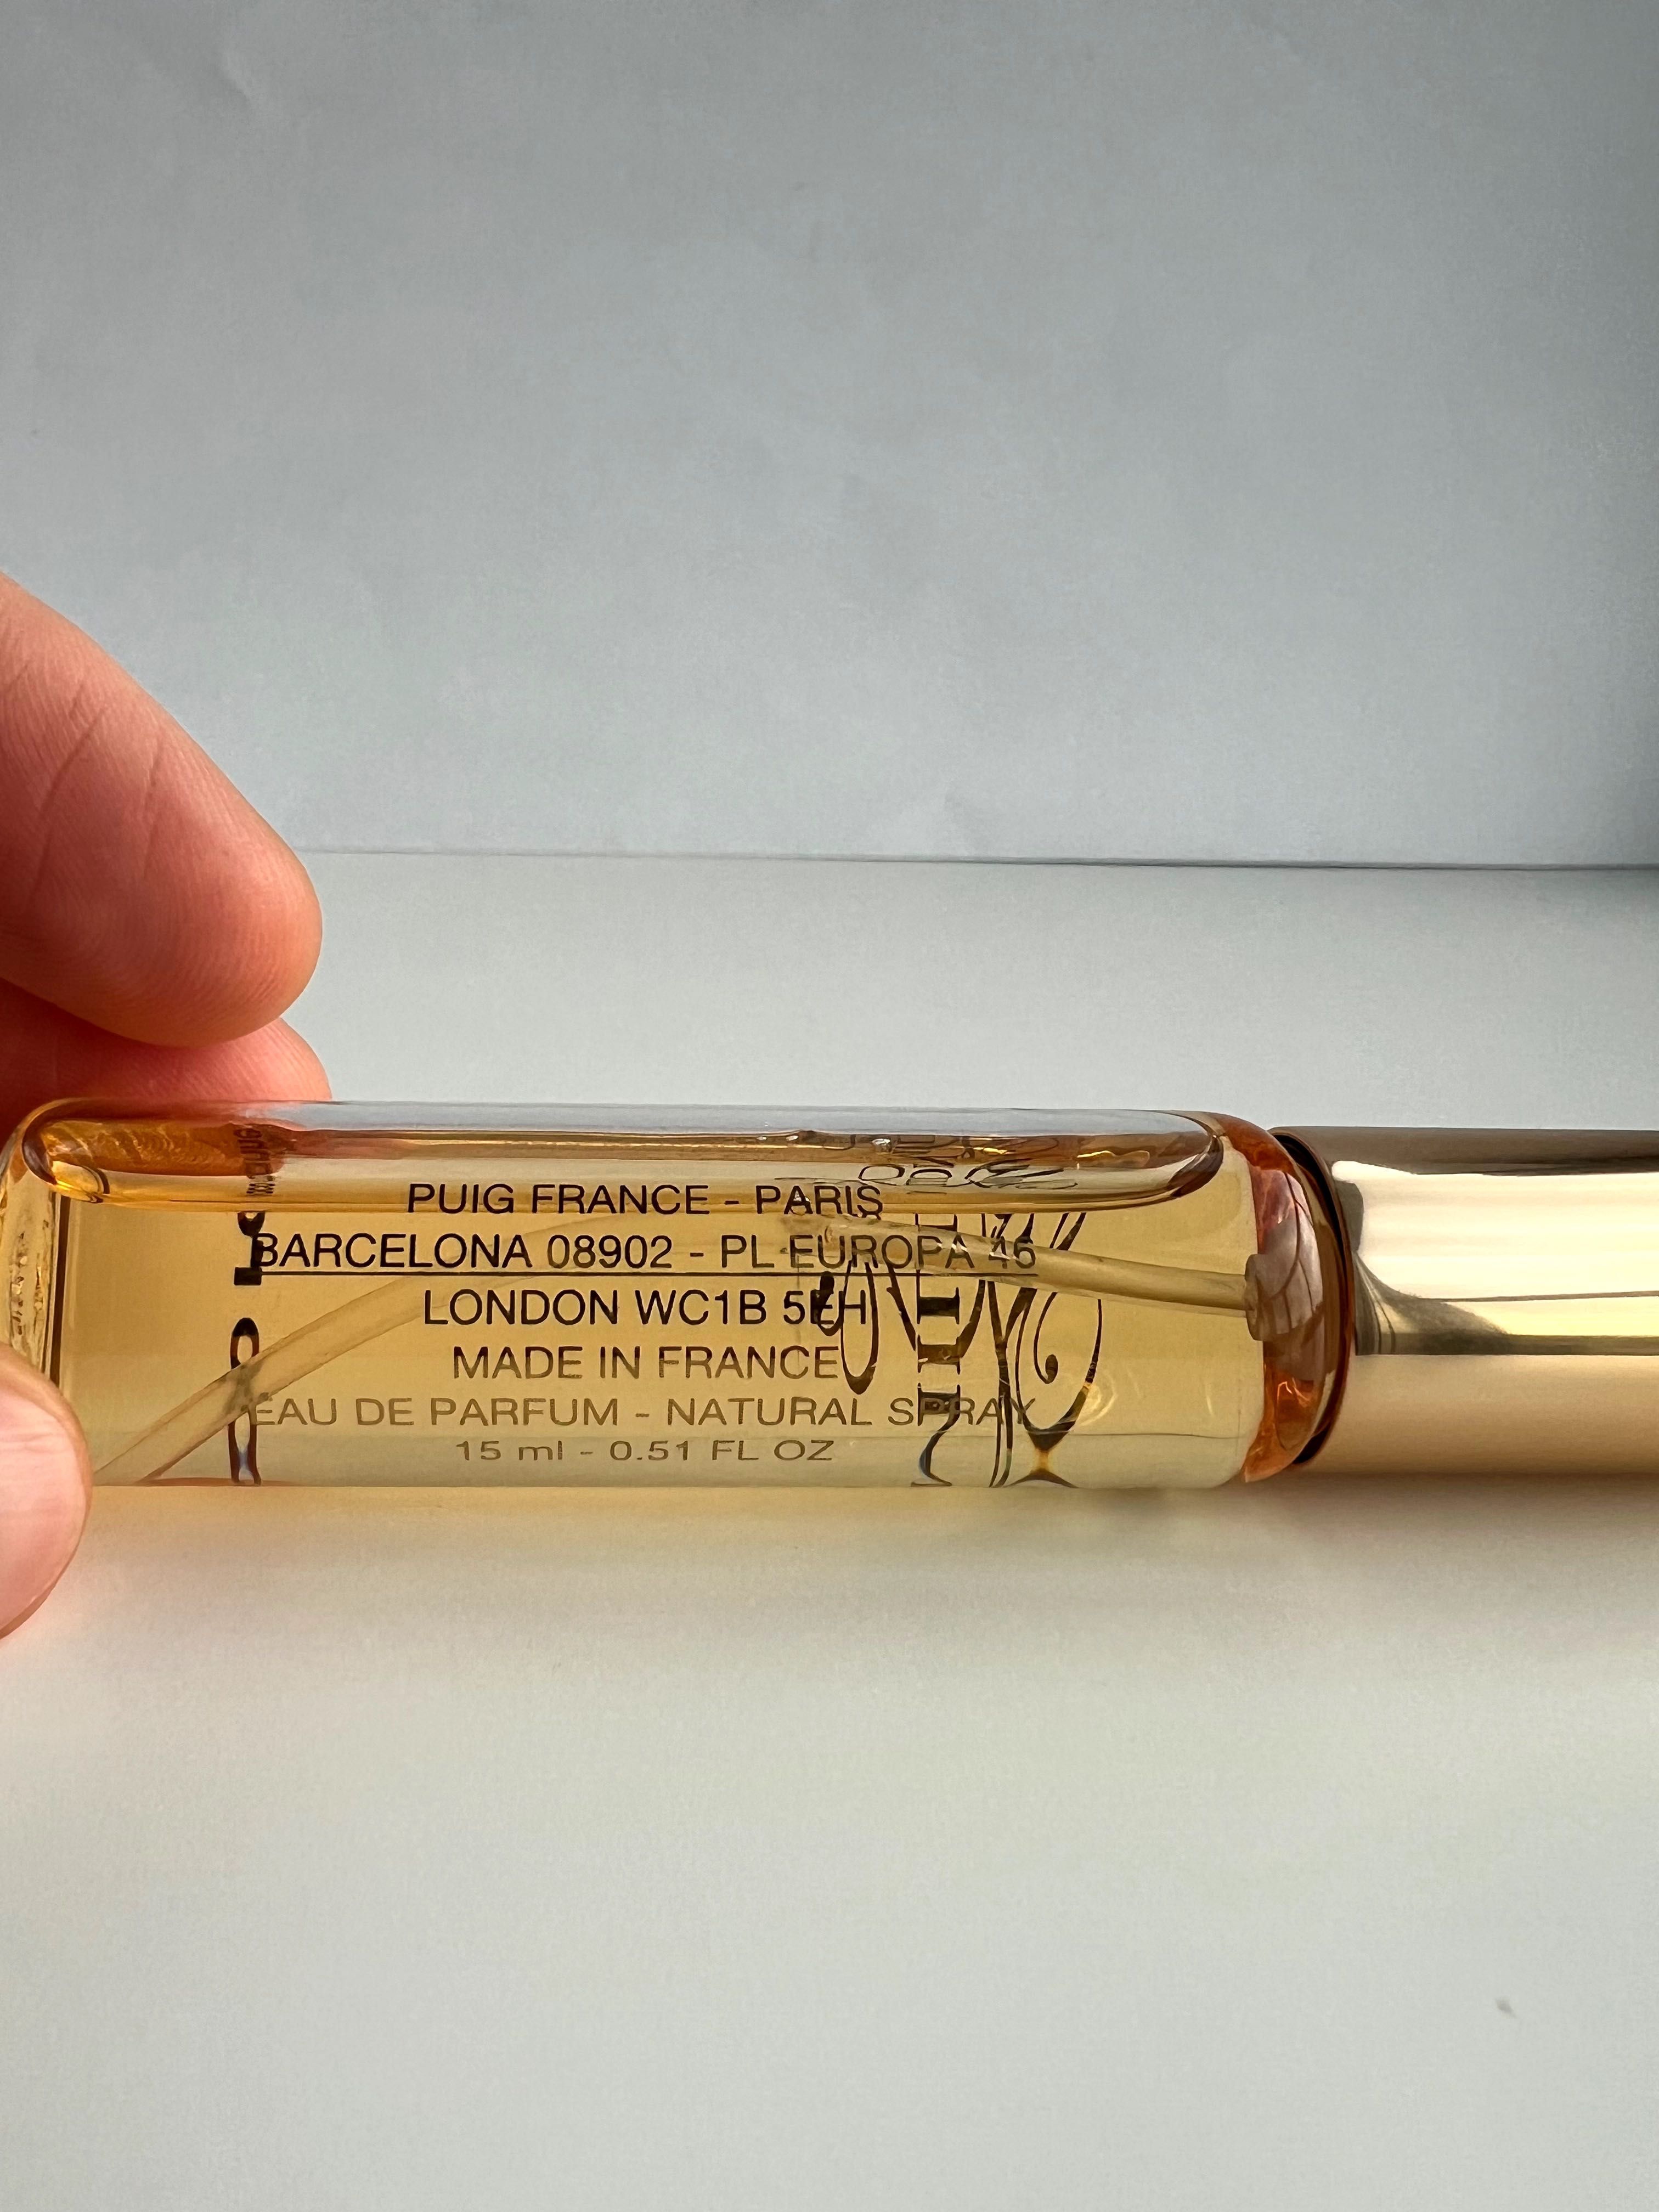 PUIG FRANCE - PARIS
BARCELONA 08902 - PL EUROPA 46
LONDON WC1B 5EH
MADE IN FRANCE
EAU DE PARFUM - NATURAL SPRAY
15 ml - 0.51 FL OZ